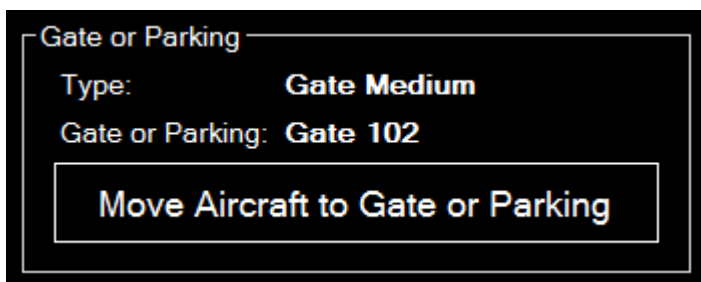 Gate or Parking
Type: Gate Medium
Gate or Parking: Gate 102
Move Aircraft to Gate or Parking